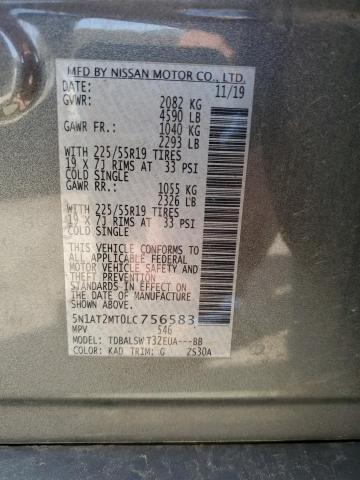 MFD BY NISSAN MOTOR CO., LTD.
DATE: 11/19
GVWR: 2082 KG
4590 LB
GAWR FR.: 1040 KG
2293 LB
WITH 225/55R19 TIRES
19 X 7J RIMS AT 33 PSI
COLD SINGLE
GAWR RR.: 1055 KG
2326 LB
WITH 225/55R19 TIRES
19 X 7J RIMS AT 33 PSI
COLD SINGLE
THIS VEHICLE CONFORMS TO
ALL APPLICABLE FEDERAL
MOTOR VEHICLE SAFETY AND
THEFT PREVENTION
STANDARDS IN EFFECT ON
THE DATE OF MANUFACTURE
SHOWN ABOVE.
5N1AT2MT0LC756583
MPV - 546
MODEL: TDBALSWT32EUA---BB
COLOR: KAD TRIM: G 2S30A